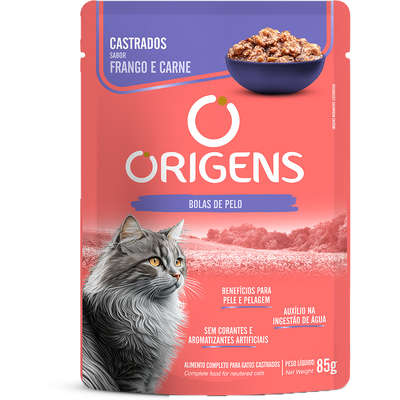 CASTRADOS
SABOR
FRANGO E CARNE
ORIGENS
BOLAS DE PELO
BENEFÍCIOS PARA
PELE E PELAGEM
AUXÍLIO NA
INGESTÃO DE ÁGUA
SEM CORANTES E
AROMATIZANTES ARTIFICIAIS
ALIMENTO COMPLETO PARA GATOS CASTRADOS
Complete food for neutered cats
PESO LÍQUIDO
Net Weight
85g